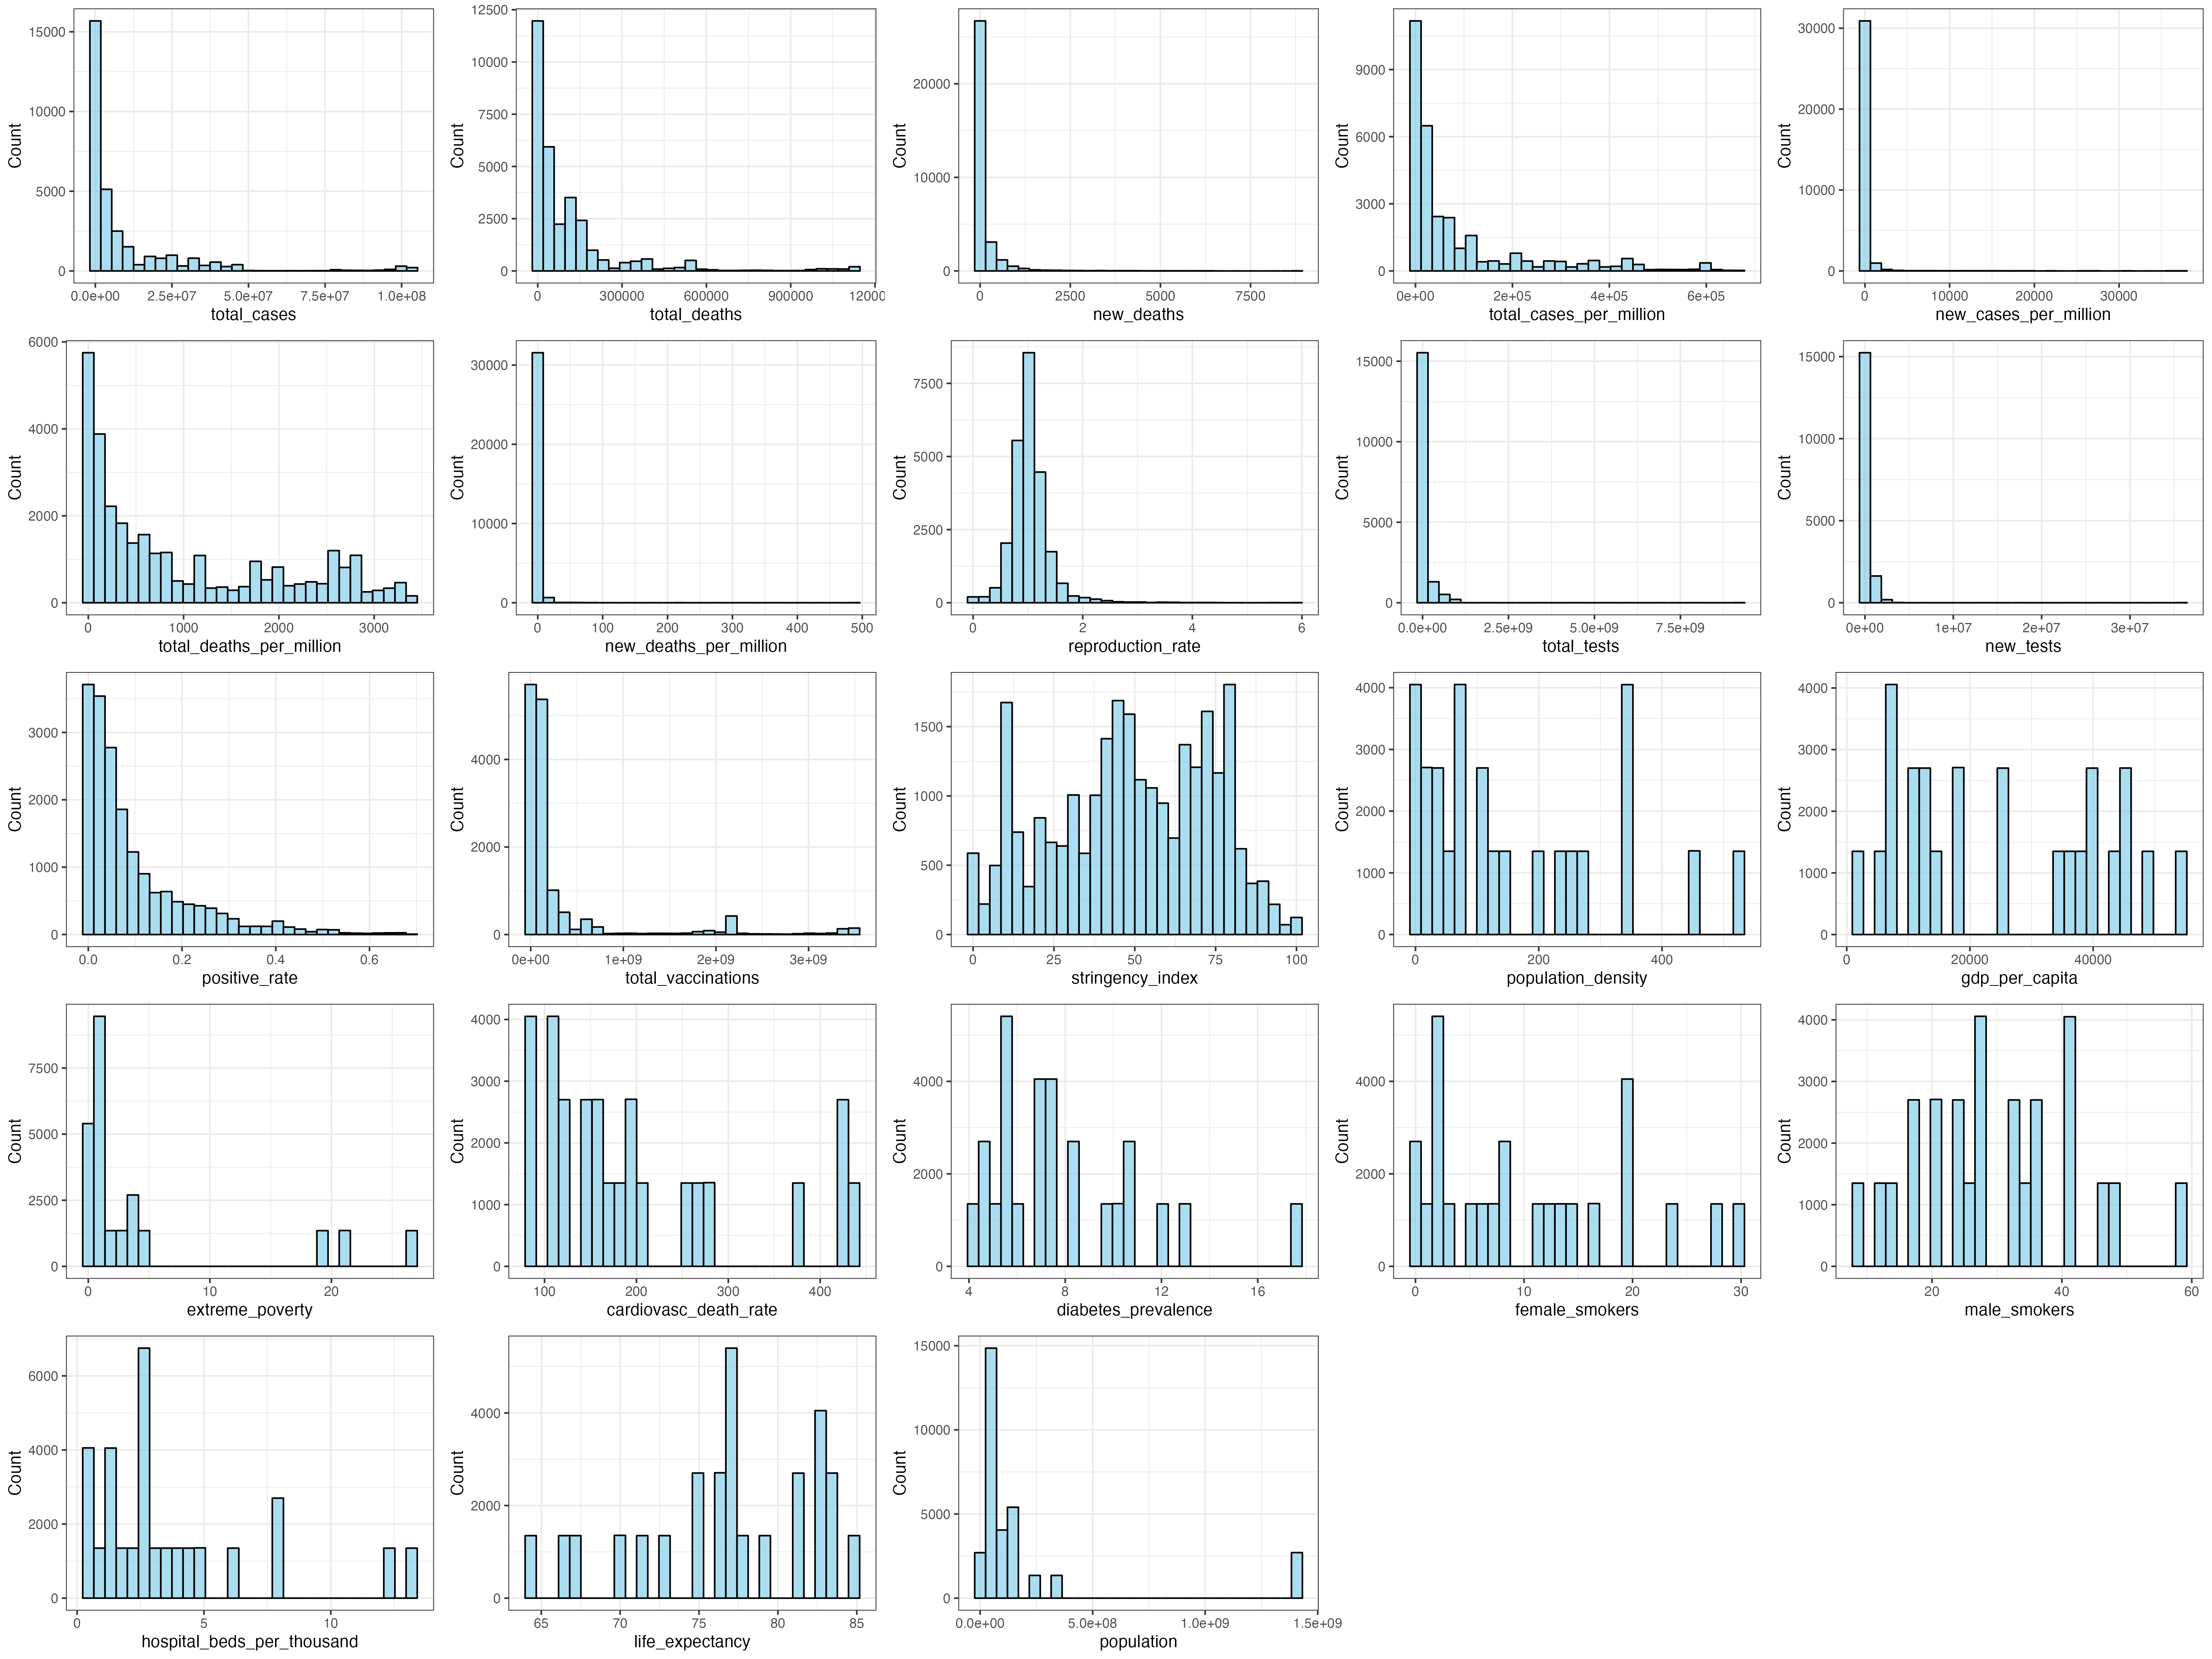 Count
15000
10000
5000
0
0.0e+00 2.5e+07 5.0e+07 7.5e+07 1.0e+08
total_cases
Count
12500
10000
7500
5000
2500
0
0 300000 600000 900000 12000
total_deaths
Count
20000
10000
0
0 2500 5000 7500
new_deaths
Count
9000
6000
3000
0
0e+00 2e+05 4e+05 6e+05
total_cases_per_million
Count
30000
20000
10000
0
0 10000 20000 30000
new_cases_per_million
Count
6000
4000
2000
0
0 1000 2000 3000
total_deaths_per_million
Count
30000
20000
10000
0
0 100 200 300 400 500
new_deaths_per_million
Count
7500
5000
2500
0
0 2 4 6
reproduction_rate
Count
15000
10000
5000
0
0.0e+00 2.5e+09 5.0e+09 7.5e+09
total_tests
Count
15000
10000
5000
0
0e+00 1e+07 2e+07 3e+07
new_tests
Count
3000
2000
1000
0
0.0 0.2 0.4 0.6
positive_rate
Count
4000
2000
0
0e+00 1e+09 2e+09 3e+09
total_vaccinations
Count
1500
1000
500
0
0 25 50 75 100
stringency_index
Count
4000
3000
2000
1000
0
0 200 400
population_density
Count
4000
3000
2000
1000
0
0 20000 40000
gdp_per_capita
Count
7500
5000
2500
0
0 10 20
extreme_poverty
Count
4000
3000
2000
1000
0
100 200 300 400
cardiovasc_death_rate
Count
4000
2000
0
4 8 12 16
diabetes_prevalence
Count
4000
2000
0
0 10 20 30
female_smokers
Count
4000
3000
2000
1000
0
20 40 60
male_smokers
Count
6000
4000
2000
0
0 5 10
hospital_beds_per_thousand
Count
4000
2000
0
65 70 75 80 85
life_expectancy
Count
15000
10000
5000
0
0.0e+00 5.0e+08 1.0e+09 1.5e+09
population